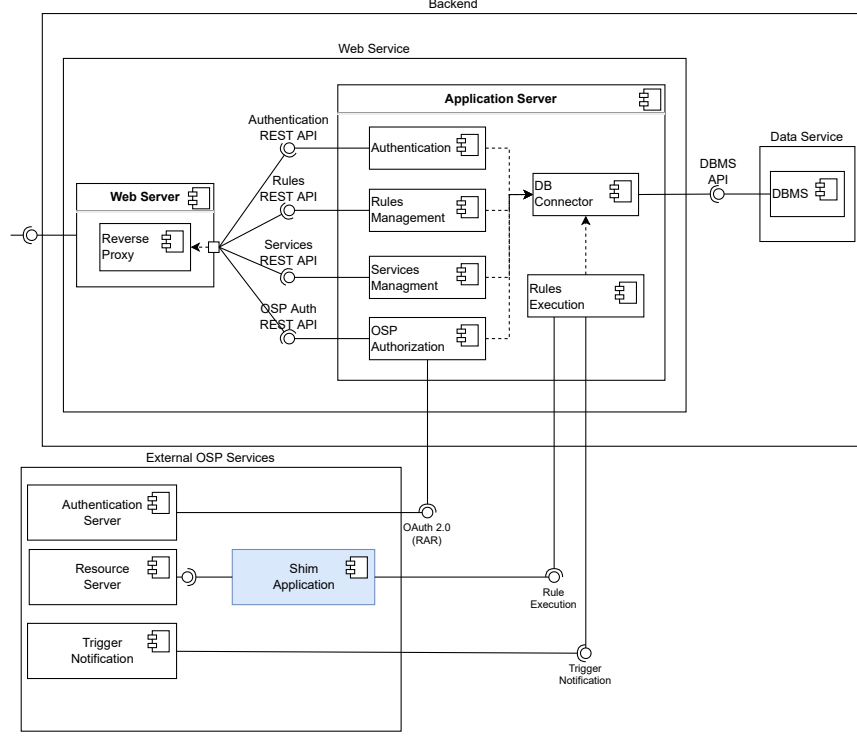 Backend
Web Service
Application Server
Authentication
REST API
Authentication
Data Service
Rules
REST API
DBMS
API
DB
Connector
DBMS
Web Server
Rules
Management
Reverse
Proxy
Services
REST API
Services
Managment
Rules
Execution
OSP Auth
REST API
OSP
Authorization
External OSP Services
Authentication
Server
OAuth 2.0
(RAR)
Resource
Server
Shim
Application
Rule
Execution
Trigger
Notification
Trigger
Notification